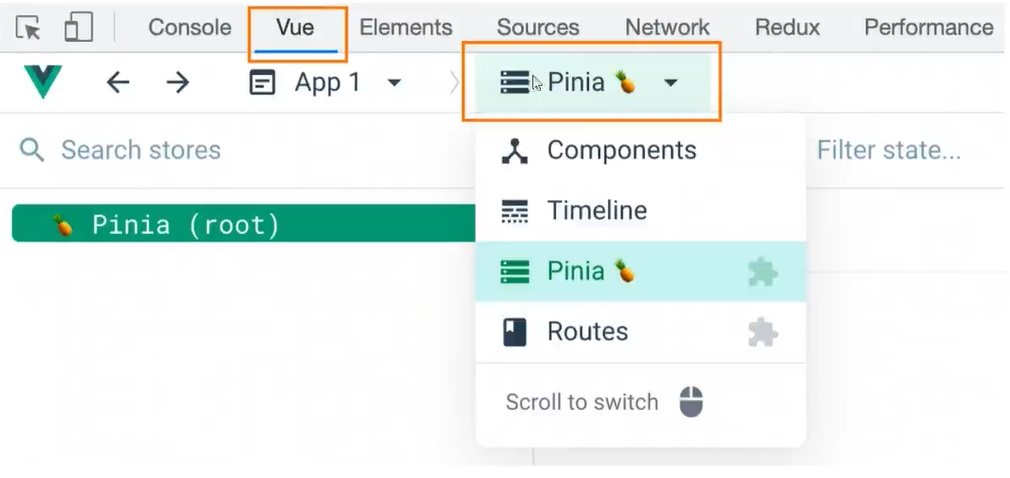 Console Vue Elements Sources Network Redux Performance
App 1 Pinia 🍍
Search stores Components Filter state...
Timeline
🍍 Pinia (root)
Pinia 🍍
Routes
Scroll to switch